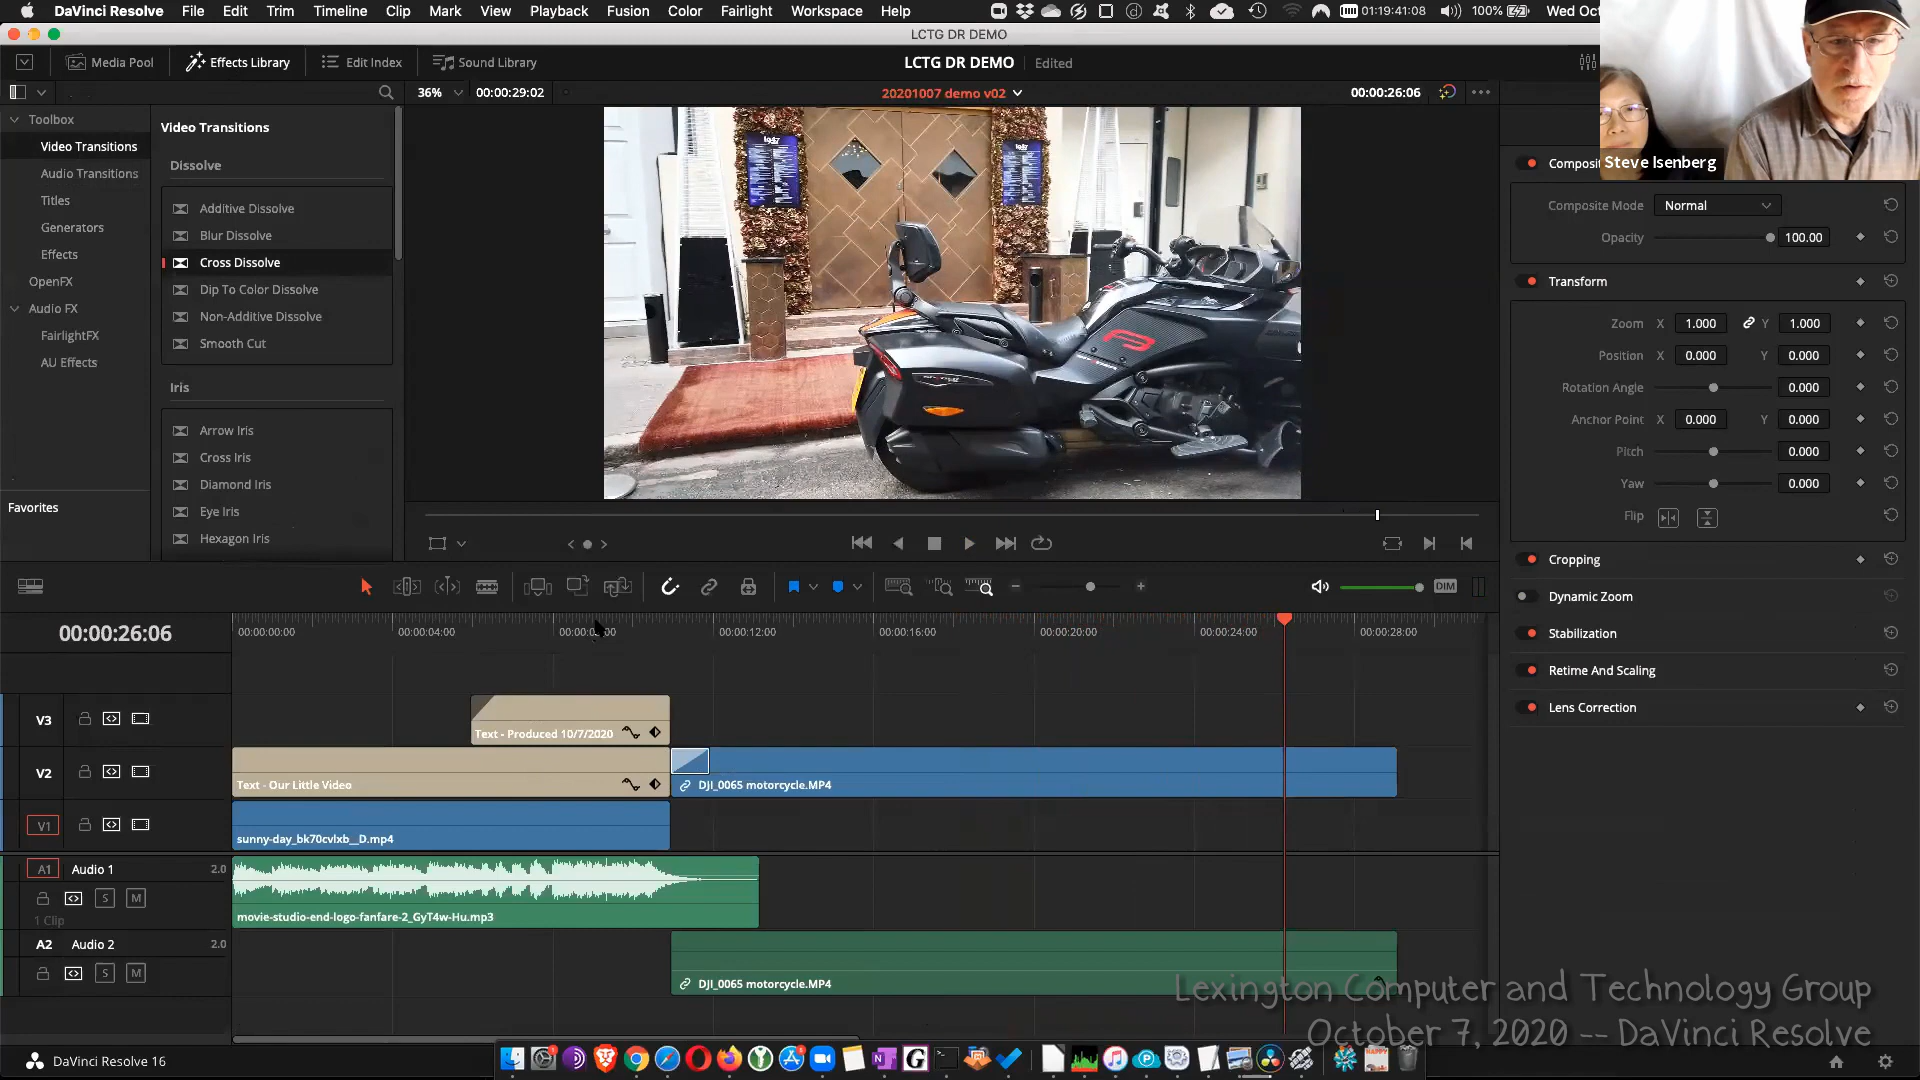 DaVinci Resolve File Edit Trim Timeline Clip Mark View Playback Fusion Color Fairlight Workspace Help 01:19:41:08 100% Wed Oct
LCTG DR DEMO
Media Pool Effects Library Edit Index Sound Library LCTG DR DEMO Edited
36% 00:00:29:02 20201007 demo v02 00:00:26:06
Toolbox
Video Transitions
Audio Transitions
Titles
Generators
Effects
OpenFX
Audio FX
FairlightFX
AU Effects
Favorites
Video Transitions
Dissolve
Additive Dissolve
Blur Dissolve
Cross Dissolve
Dip To Color Dissolve
Non-Additive Dissolve
Smooth Cut
Iris
Arrow Iris
Cross Iris
Diamond Iris
Eye Iris
Hexagon Iris
Steve Isenberg
Composit
Composite Mode Normal
Opacity 100.00
Transform
Zoom X 1.000 Y 1.000
Position X 0.000 Y 0.000
Rotation Angle 0.000
Anchor Point X 0.000 Y 0.000
Pitch 0.000
Yaw 0.000
Flip
Cropping
Dynamic Zoom
Stabilization
Retime And Scaling
Lens Correction
DIM
00:00:26:06
00:00:00:00 00:00:04:00 00:00:12:00 00:00:16:00 00:00:20:00 00:00:24:00 00:00:28:00
V3
Text - Produced 10/7/2020
V2
Text - Our Little Video
DJI_0065 motorcycle.MP4
V1
sunny-day_bk70cvlxb__D.mp4
A1 Audio 1 2.0
S M
1 Clip
movie-studio-end-logo-fanfare-2_GyT4w-Hu.mp3
A2 Audio 2 2.0
S M
DJI_0065 motorcycle.MP4
Lexington Computer and Technology Group
October 7, 2020 -- DaVinci Resolve
DaVinci Resolve 16